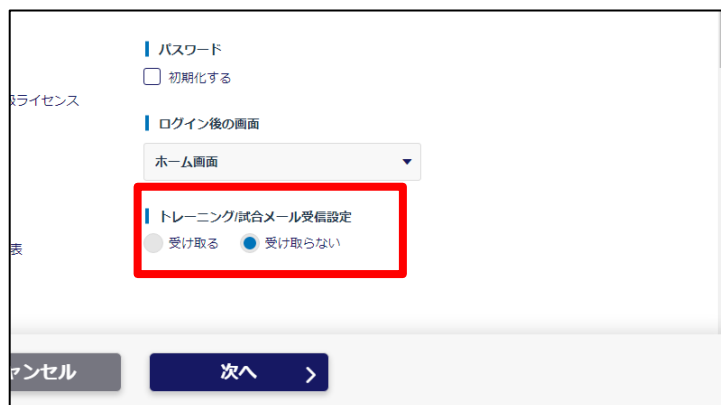 パスワード
初期化する
ライセンス
ログイン後の画面
ホーム画面
トレーニング/試合メール受信設定
受け取る 受け取らない
表
ャンセル
次へ